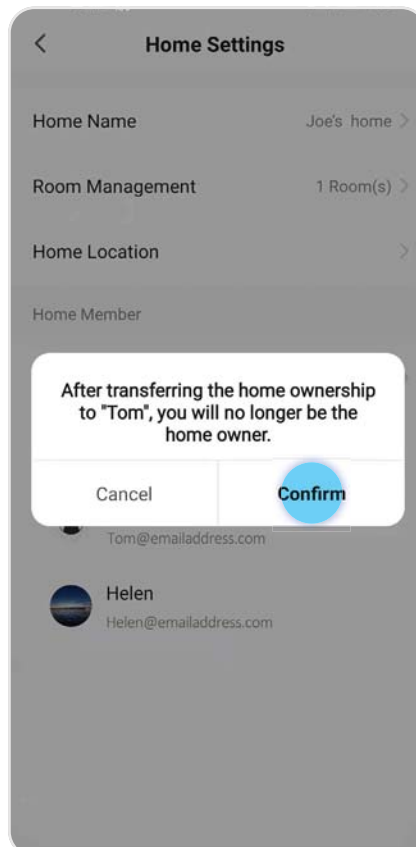 Home Settings
Home Name
Joe's home
Room Management
1 Room(s)
Home Location
Home Member
After transferring the home ownership
to "Tom", you will no longer be the
home owner.
Cancel
Confirm
Tom@emailaddress.com
Helen
Helen@emailaddress.com